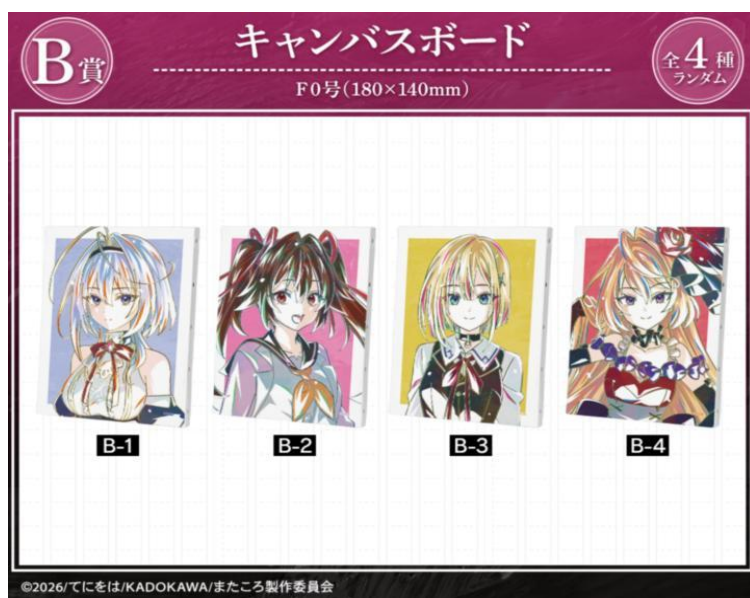 B賞
キャンバスボード
F0号(180×140mm)
全4種
ランダム
B-1
B-2
B-3
B-4
©2026/てにをは/KADOKAWA/またころ製作委員会